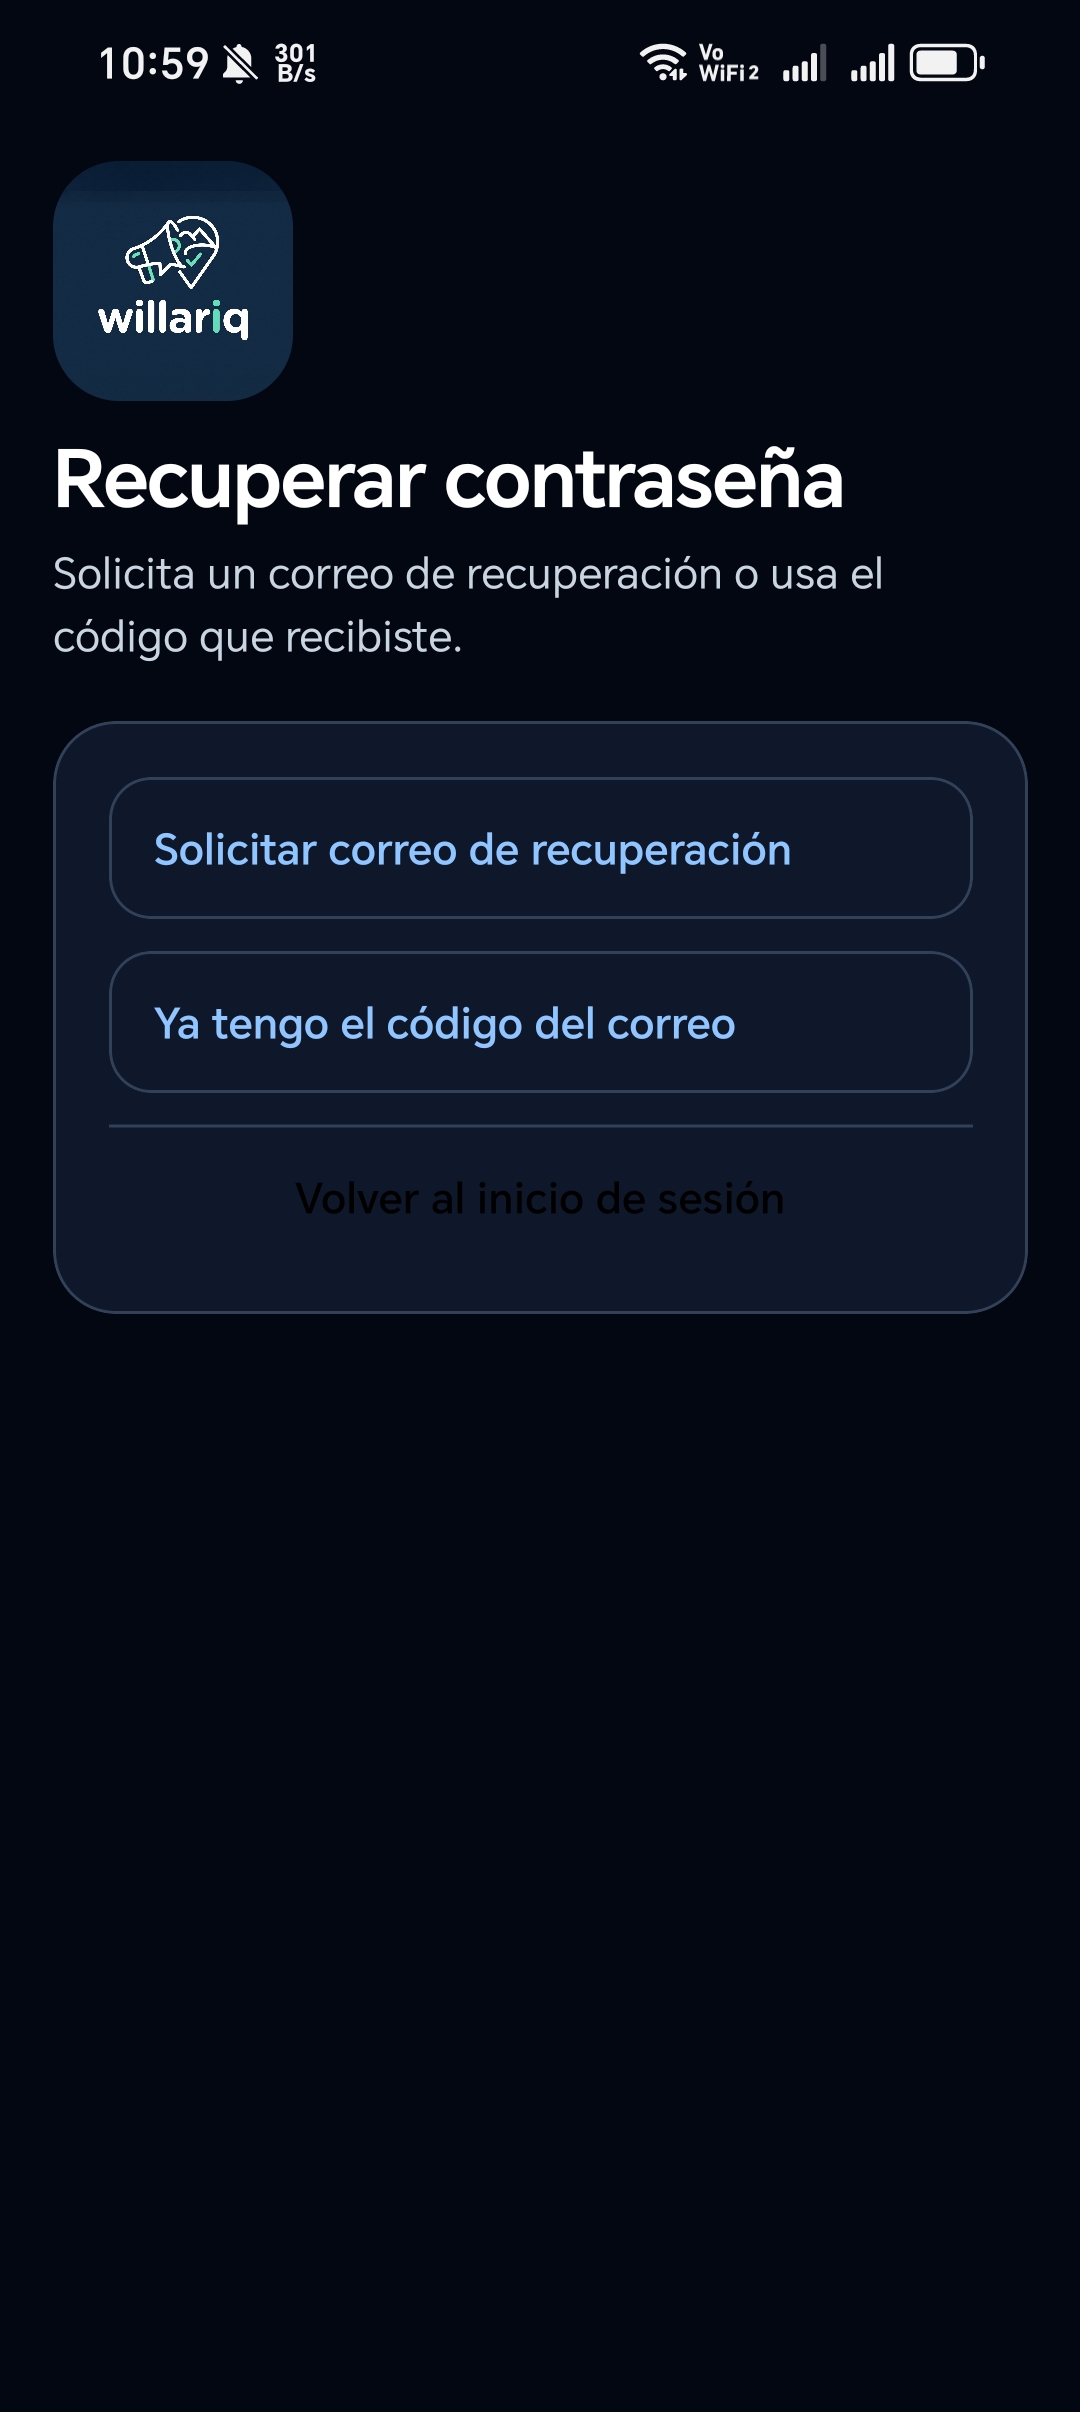 10:59 301 B/s Vo WiFi 2
willariq
Recuperar contraseña
Solicita un correo de recuperación o usa el
código que recibiste.
Solicitar correo de recuperación
Ya tengo el código del correo
Volver al inicio de sesión